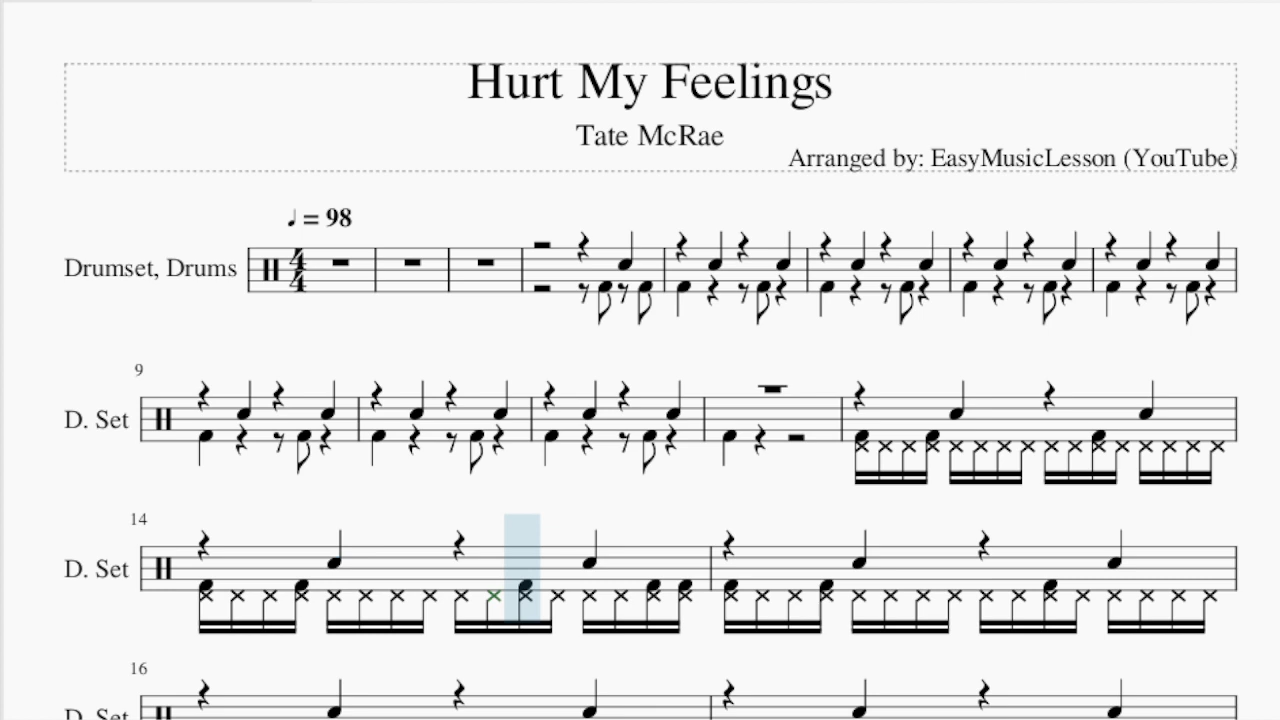 Hurt My Feelings
Tate McRae
Arranged by: EasyMusicLesson (YouTube)
♩ = 98
Drumset, Drums
4
4
9
D. Set
14
D. Set
16
D. Set